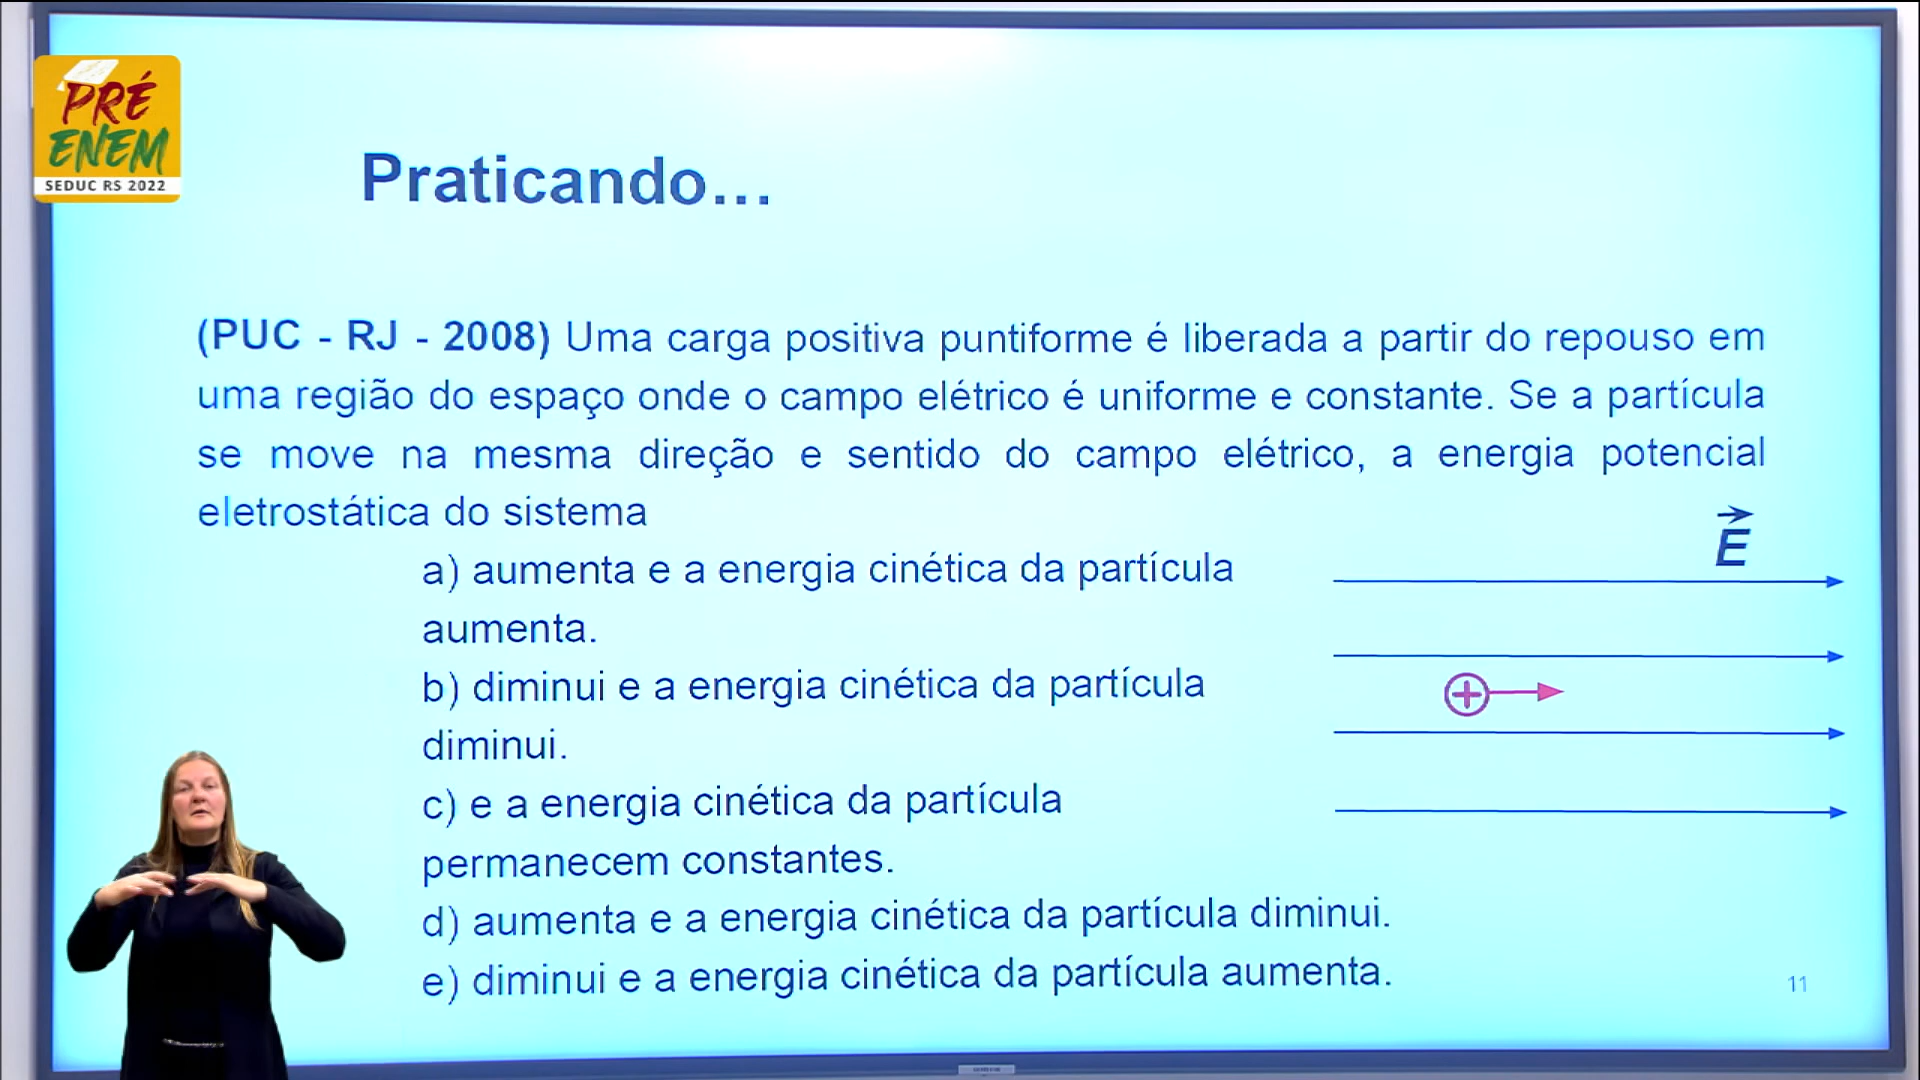 PRÉ
ENEM
SEDUC RS 2022
Praticando...
(PUC - RJ - 2008) Uma carga positiva puntiforme é liberada a partir do repouso em
uma região do espaço onde o campo elétrico é uniforme e constante. Se a partícula
se move na mesma direção e sentido do campo elétrico, a energia potencial
eletrostática do sistema
E
a) aumenta e a energia cinética da partícula
aumenta.
b) diminui e a energia cinética da partícula
diminui.
+
c) e a energia cinética da partícula
permanecem constantes.
d) aumenta e a energia cinética da partícula diminui.
e) diminui e a energia cinética da partícula aumenta.
11